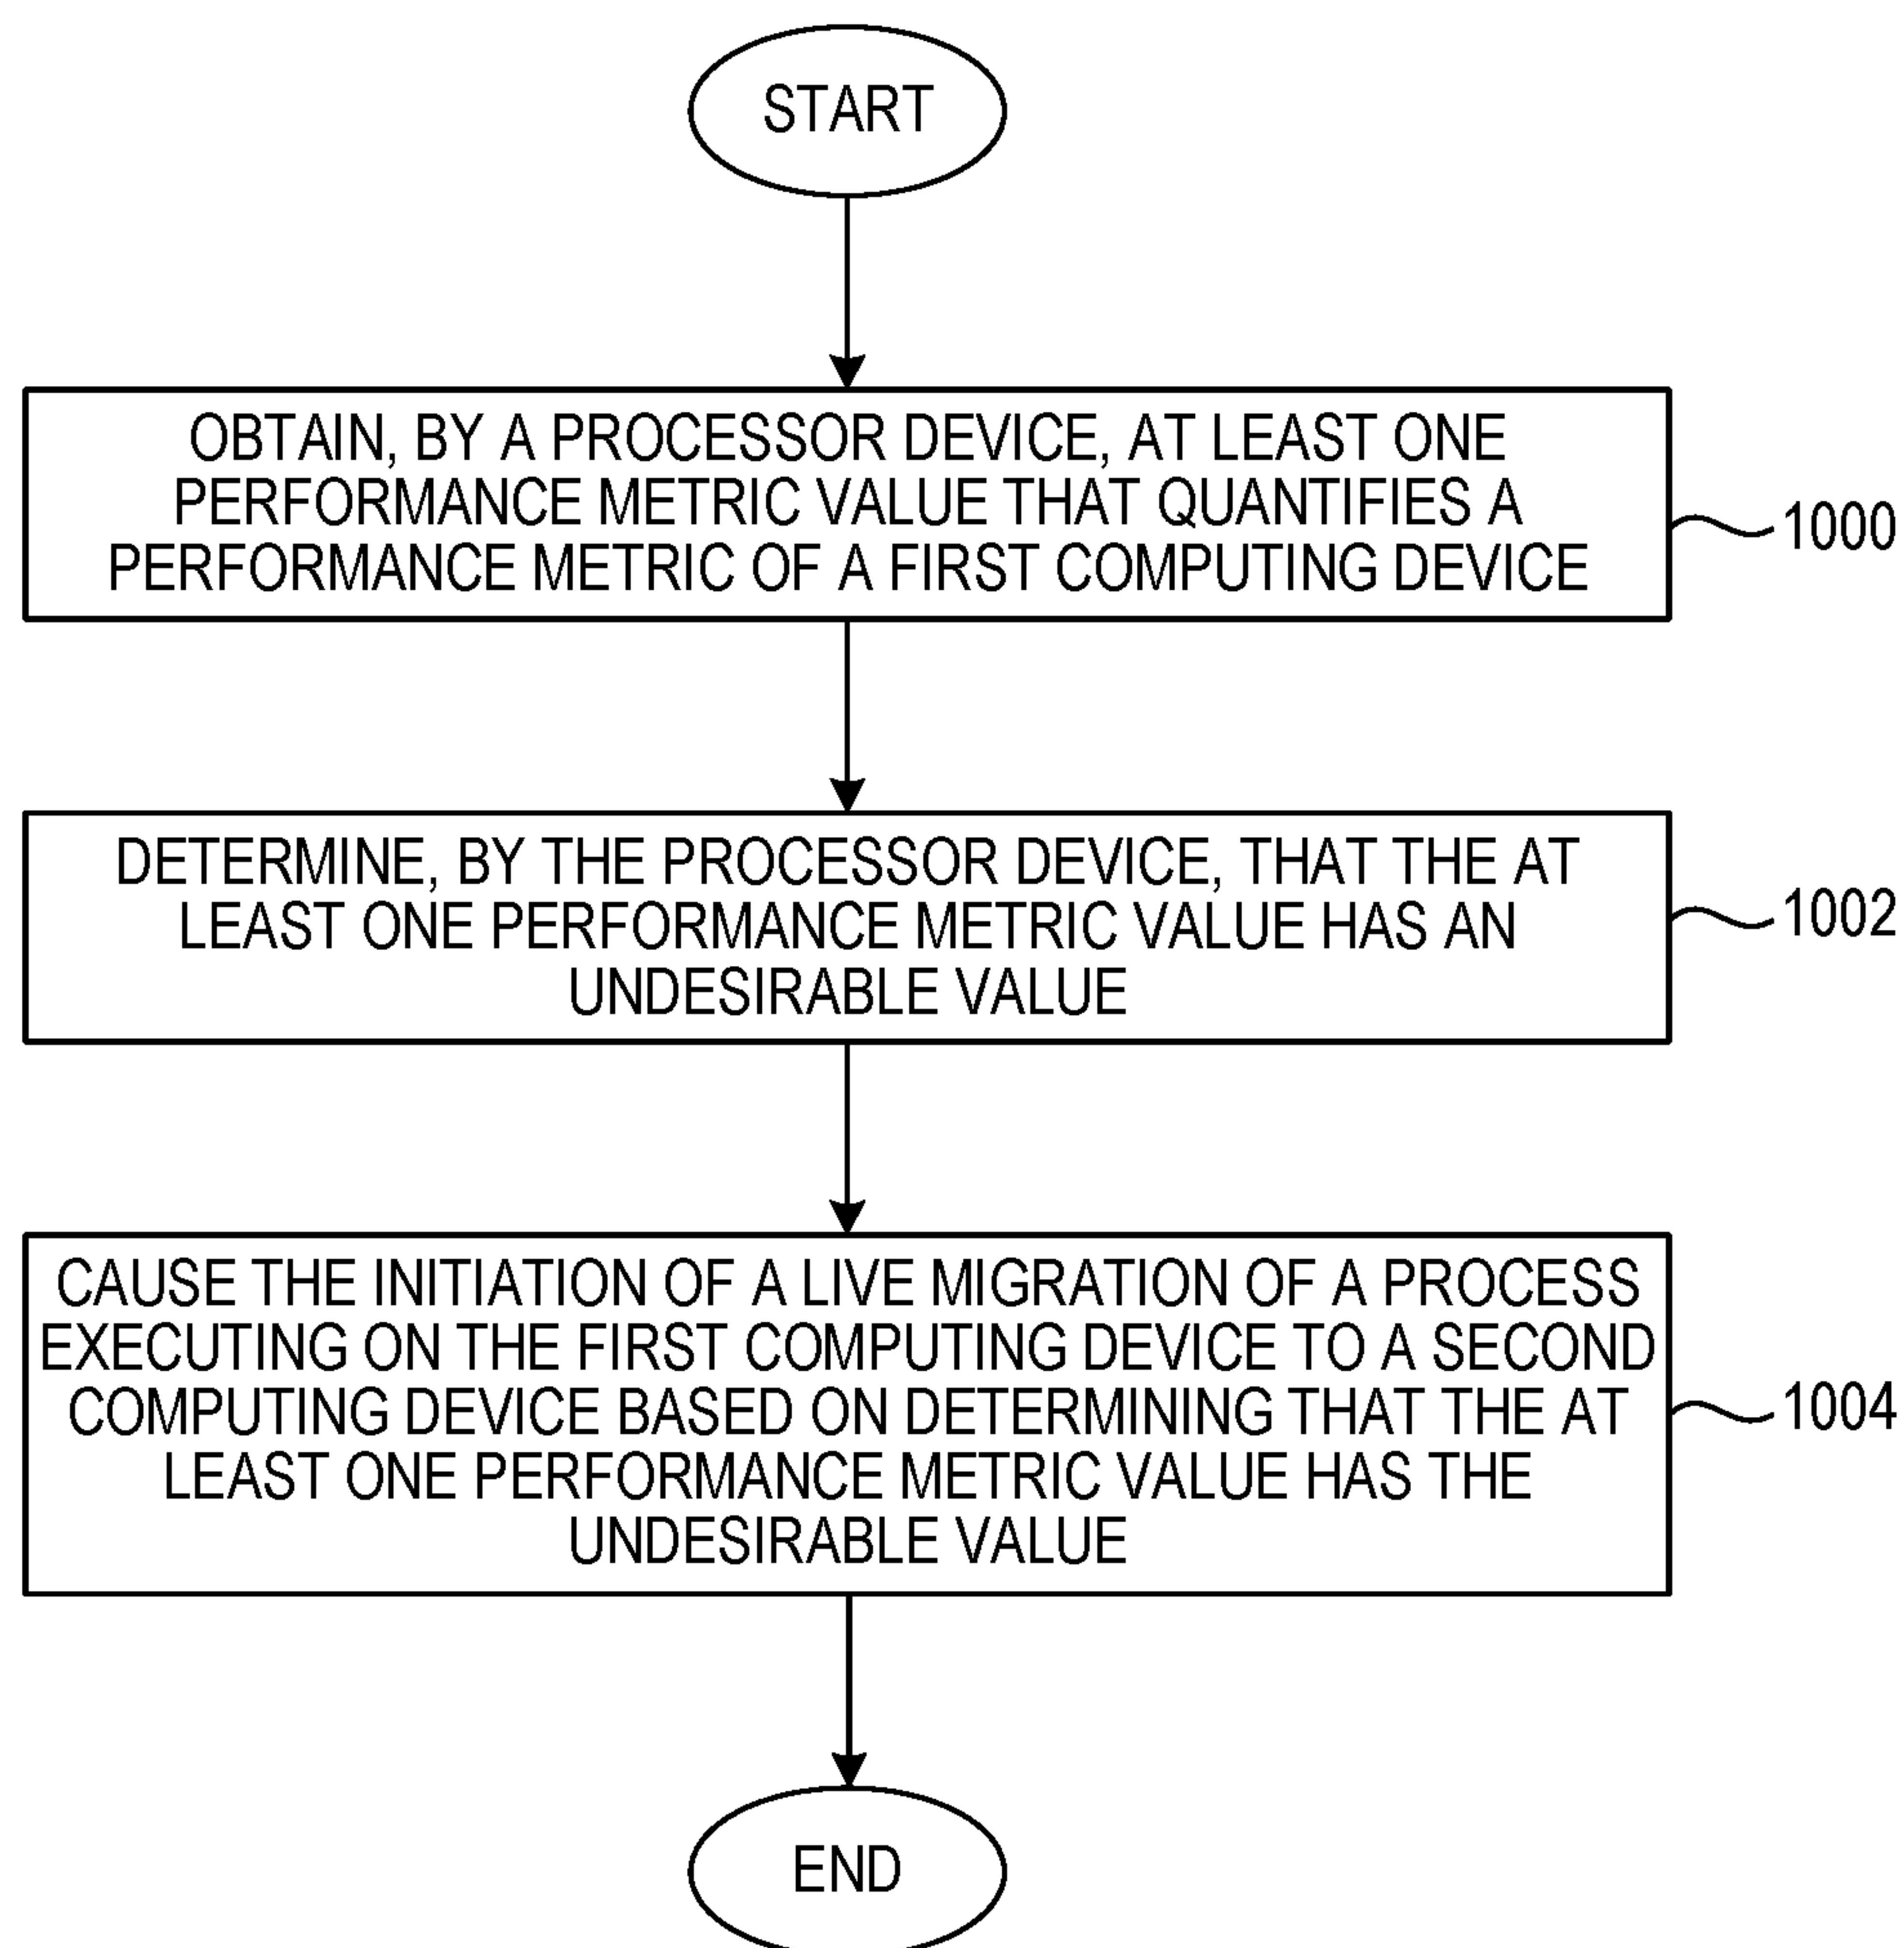 START
OBTAIN, BY A PROCESSOR DEVICE, AT LEAST ONE
PERFORMANCE METRIC VALUE THAT QUANTIFIES A
PERFORMANCE METRIC OF A FIRST COMPUTING DEVICE
1000
DETERMINE, BY THE PROCESSOR DEVICE, THAT THE AT
LEAST ONE PERFORMANCE METRIC VALUE HAS AN
UNDESIRABLE VALUE
1002
CAUSE THE INITIATION OF A LIVE MIGRATION OF A PROCESS
EXECUTING ON THE FIRST COMPUTING DEVICE TO A SECOND
COMPUTING DEVICE BASED ON DETERMINING THAT THE AT
LEAST ONE PERFORMANCE METRIC VALUE HAS THE
UNDESIRABLE VALUE
1004
END